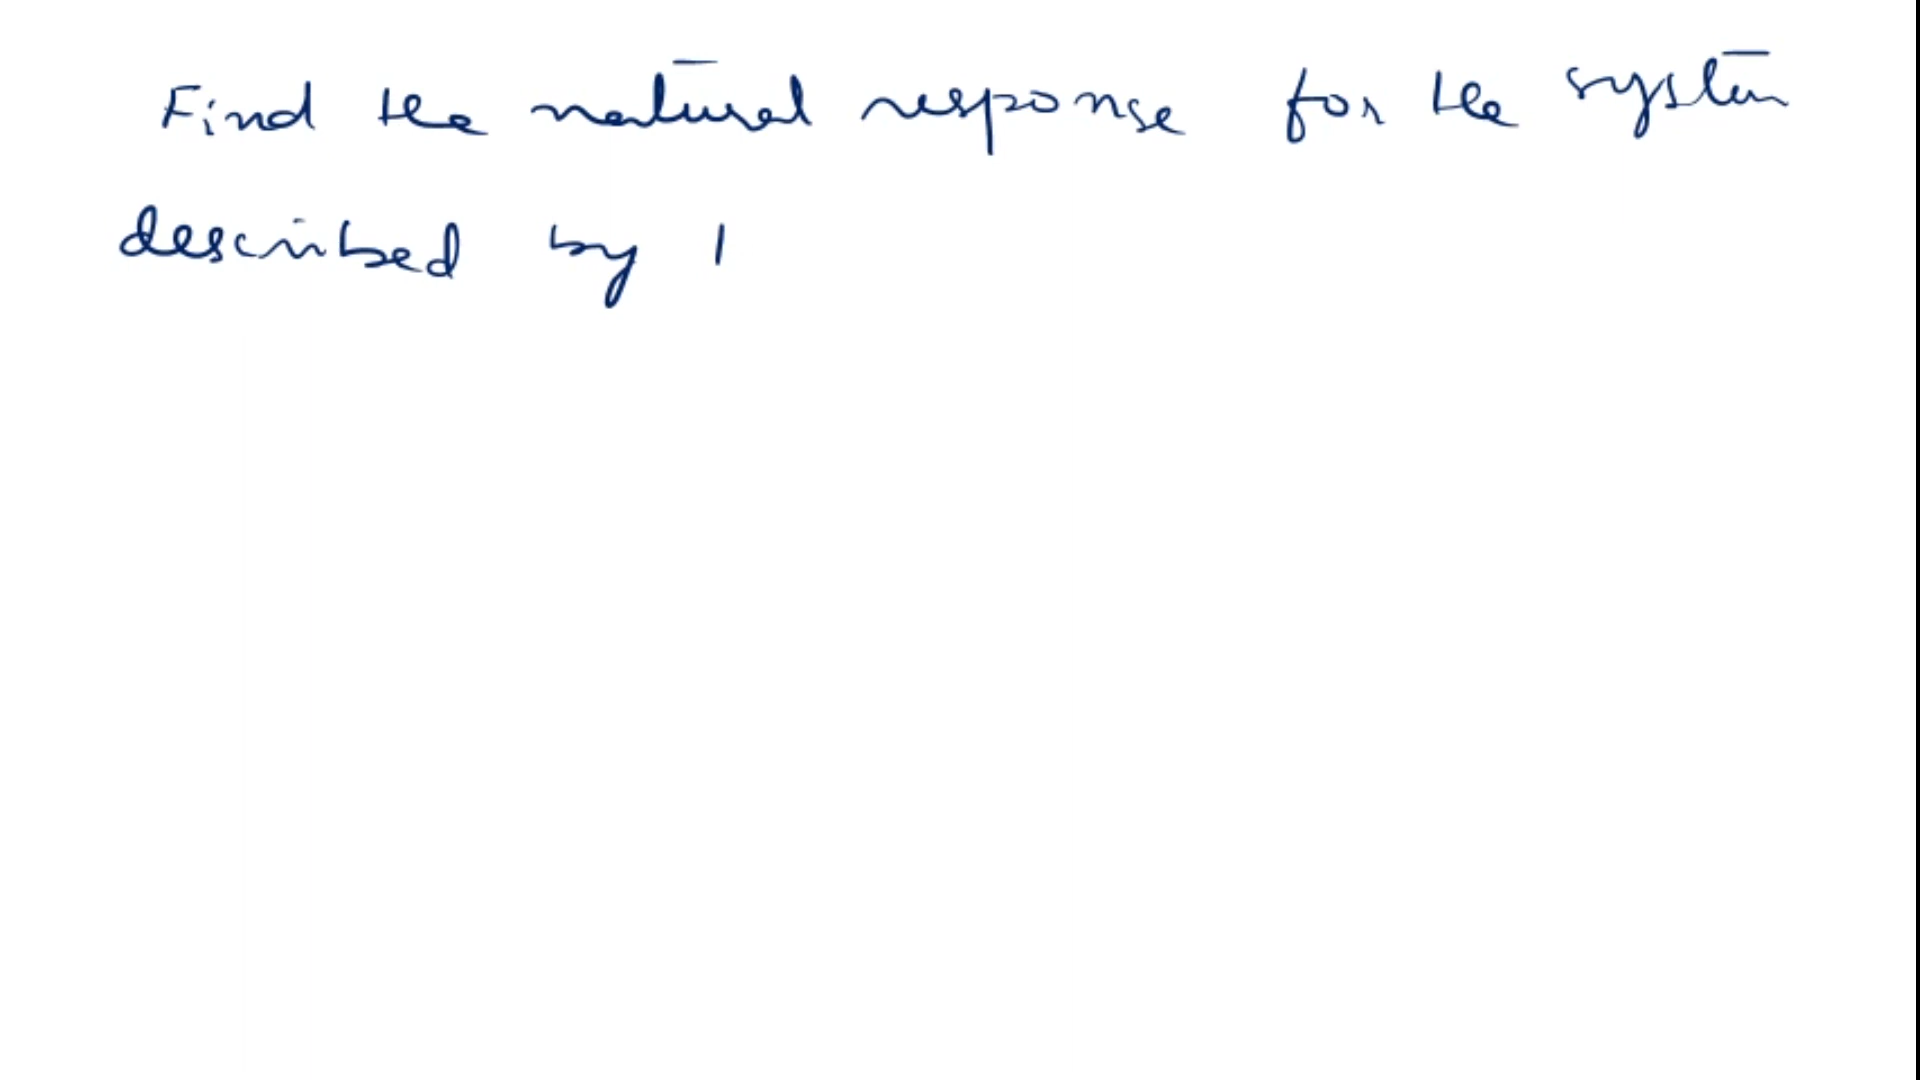 Find the natural response for the system
described by